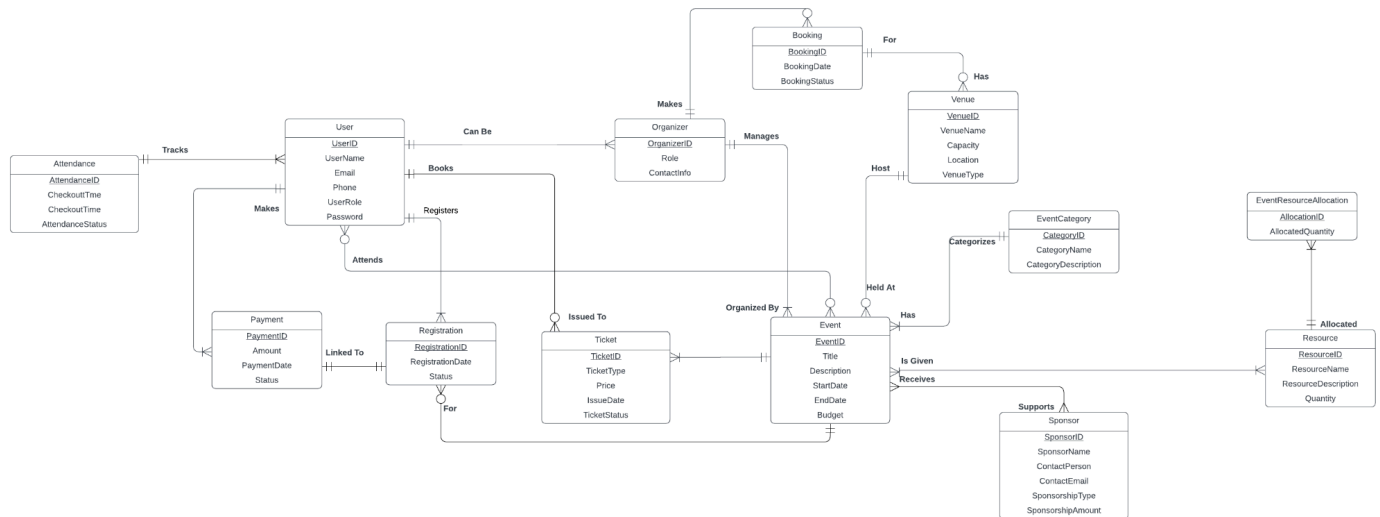 Booking
BookingID
BookingDate
BookingStatus
For
Has
Venue
VenueID
VenueName
Capacity
Location
VenueType
Makes
Organizer
OrganizerID
Role
ContactInfo
Manages
Can Be
User
UserID
UserName
Email
Phone
UserRole
Password
Tracks
Attendance
AttendanceID
CheckoutTme
CheckoutTime
AttendanceStatus
Makes
Books
Registers
Attends
Host
Held At
Organized By
EventCategory
CategoryID
CategoryName
CategoryDescription
Categorizes
Has
EventResourceAllocation
AllocationID
AllocatedQuantity
Allocated
Resource
ResourceID
ResourceName
ResourceDescription
Quantity
Payment
PaymentID
Amount
PaymentDate
Status
Linked To
Registration
RegistrationID
RegistrationDate
Status
For
Issued To
Ticket
TicketID
TicketType
Price
IssueDate
TicketStatus
Event
EventID
Title
Description
StartDate
EndDate
Budget
Is Given
Receives
Supports
Sponsor
SponsorID
SponsorName
ContactPerson
ContactEmail
SponsorshipType
SponsorshipAmount